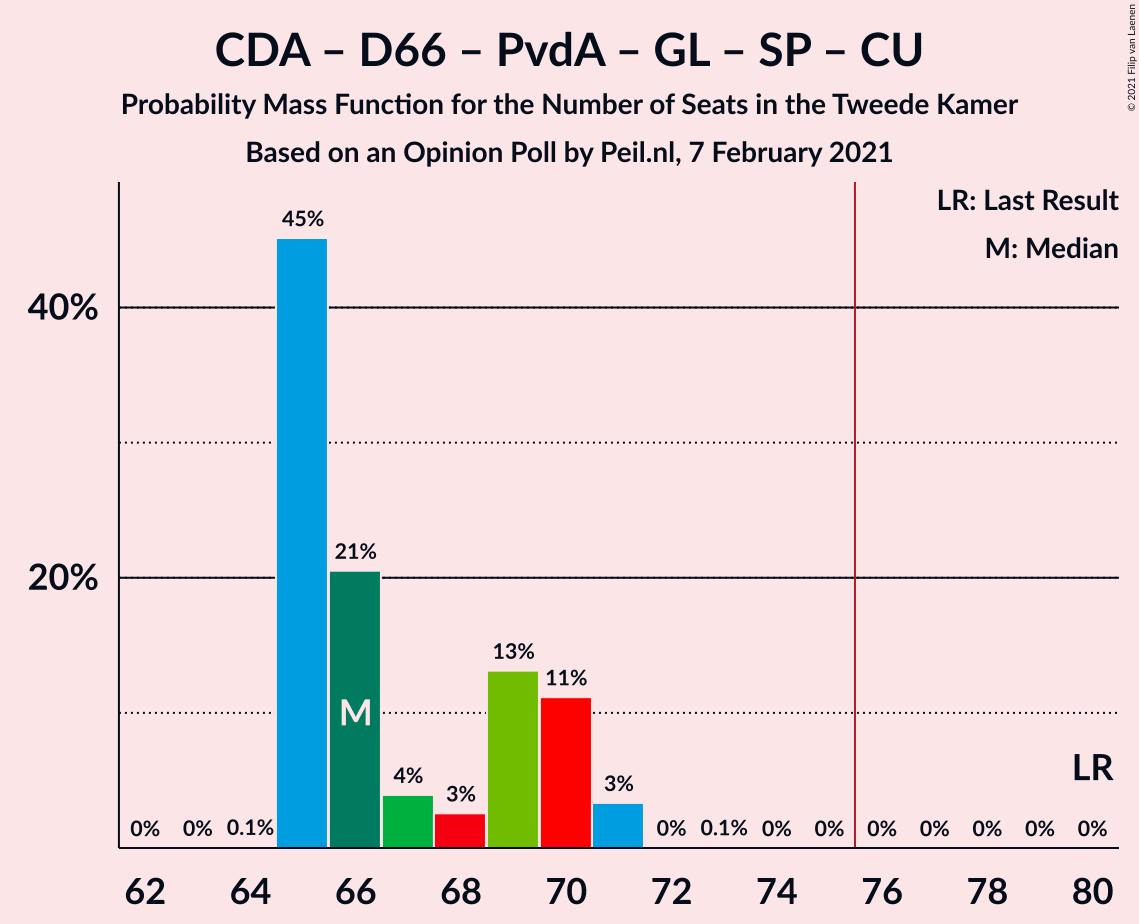 CDA – D66 – PvdA – GL – SP – CU
Probability Mass Function for the Number of Seats in the Tweede Kamer
Based on an Opinion Poll by Peil.nl, 7 February 2021
© 2021 Filip van Laenen
LR: Last Result
M: Median
40%
20%
0% 0% 0.1% 45% 21% 4% 3% 13% 11% 3% 0% 0.1% 0% 0% 0% 0% 0% 0% 0%
M
LR
62 64 66 68 70 72 74 76 78 80